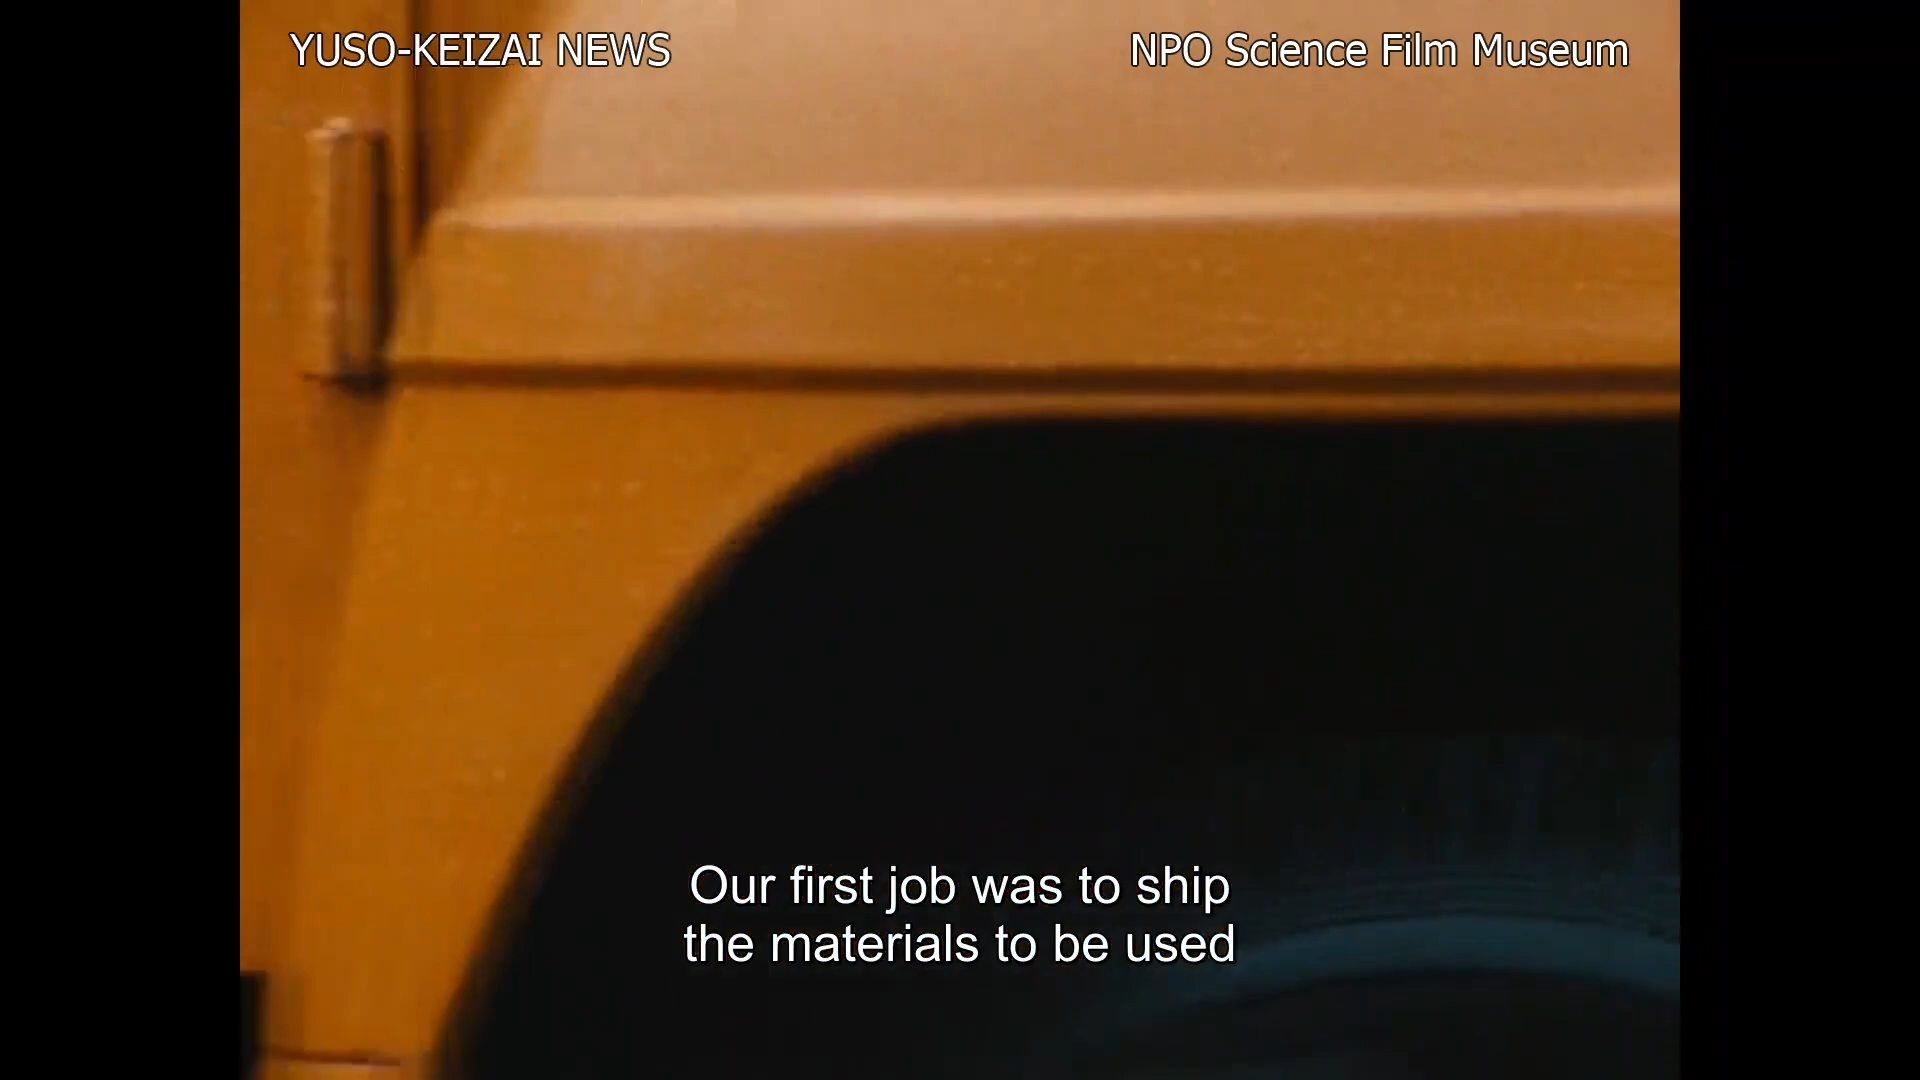 YUSO-KEIZAI NEWS
NPO Science Film Museum
Our first job was to ship
the materials to be used